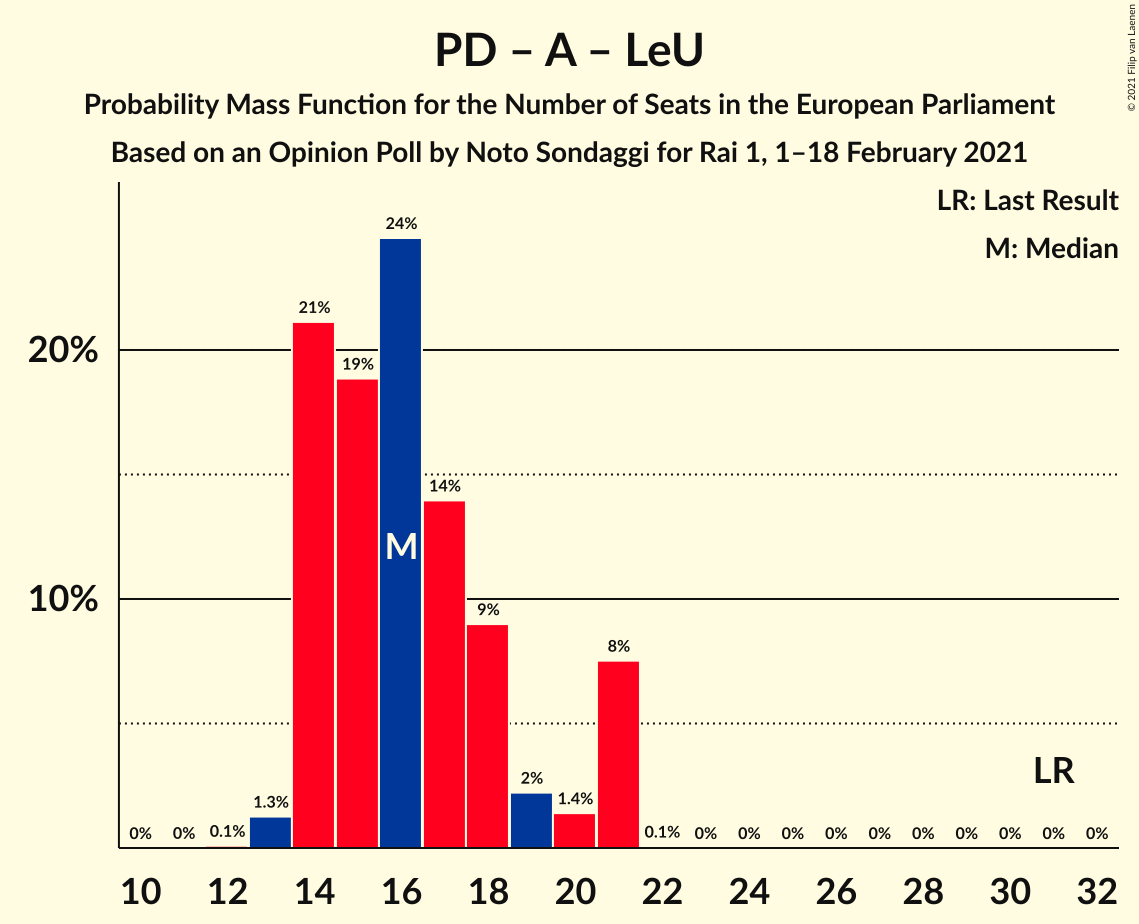 PD – A – LeU
Probability Mass Function for the Number of Seats in the European Parliament
Based on an Opinion Poll by Noto Sondaggi for Rai 1, 1–18 February 2021
© 2021 Filip van Laenen
LR: Last Result
M: Median
20%
10%
0% 0% 0.1% 1.3% 21% 19% 24% 14% 9% 2% 1.4% 8% 0.1% 0% 0% 0% 0% 0% 0% 0% 0% 0% 0%
M
LR
10 12 14 16 18 20 22 24 26 28 30 32